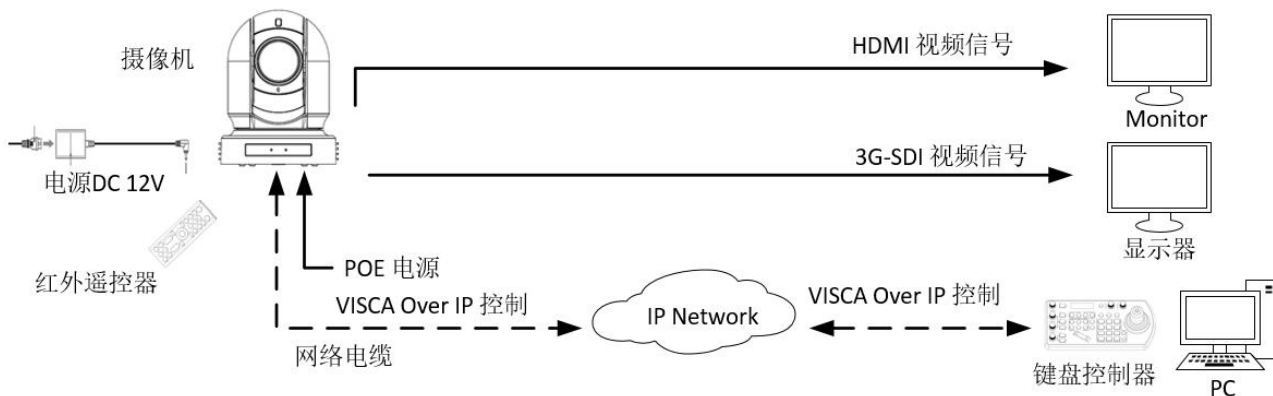 摄像机
HDMI 视频信号
Monitor
3G-SDI 视频信号
电源DC 12V
显示器
红外遥控器
POE 电源
VISCA Over IP 控制
IP Network
VISCA Over IP 控制
网络电缆
键盘控制器
PC